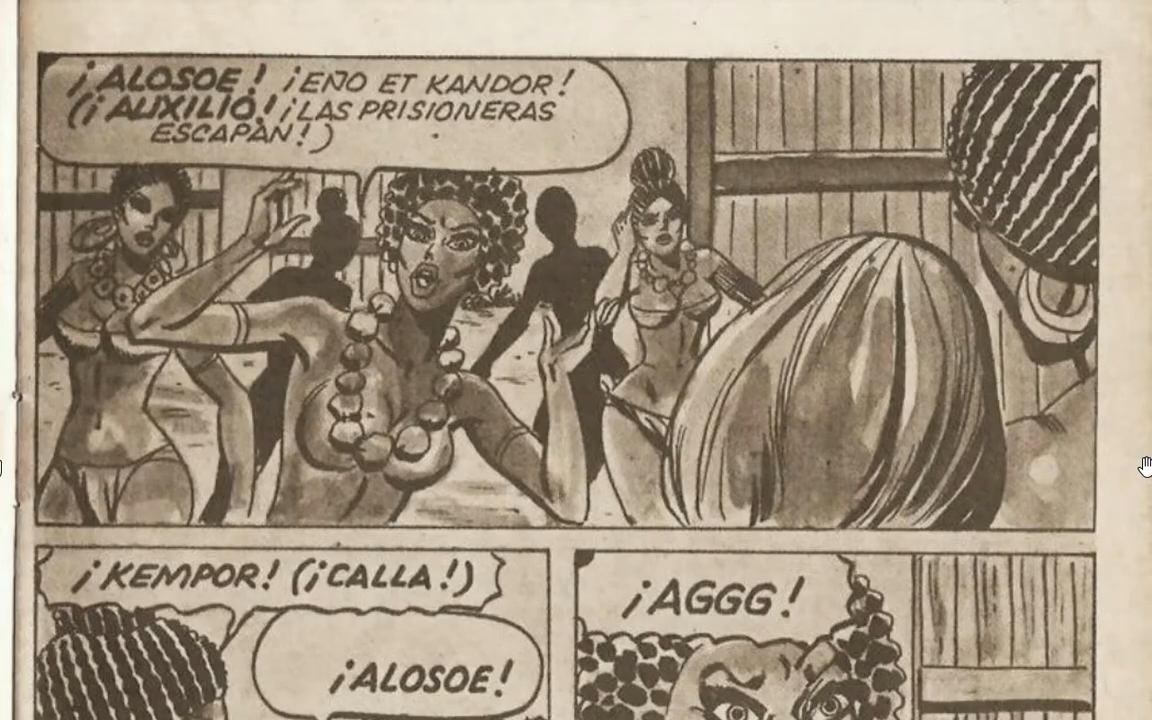 ¡ALOSOE! ¡EÑO ET KANDOR!
(¡AUXILIO! ¡LAS PRISIONERAS
ESCAPAN!)
¡KEMPOR! (¡CALLA!)
¡ALOSOE!
¡AGGG!